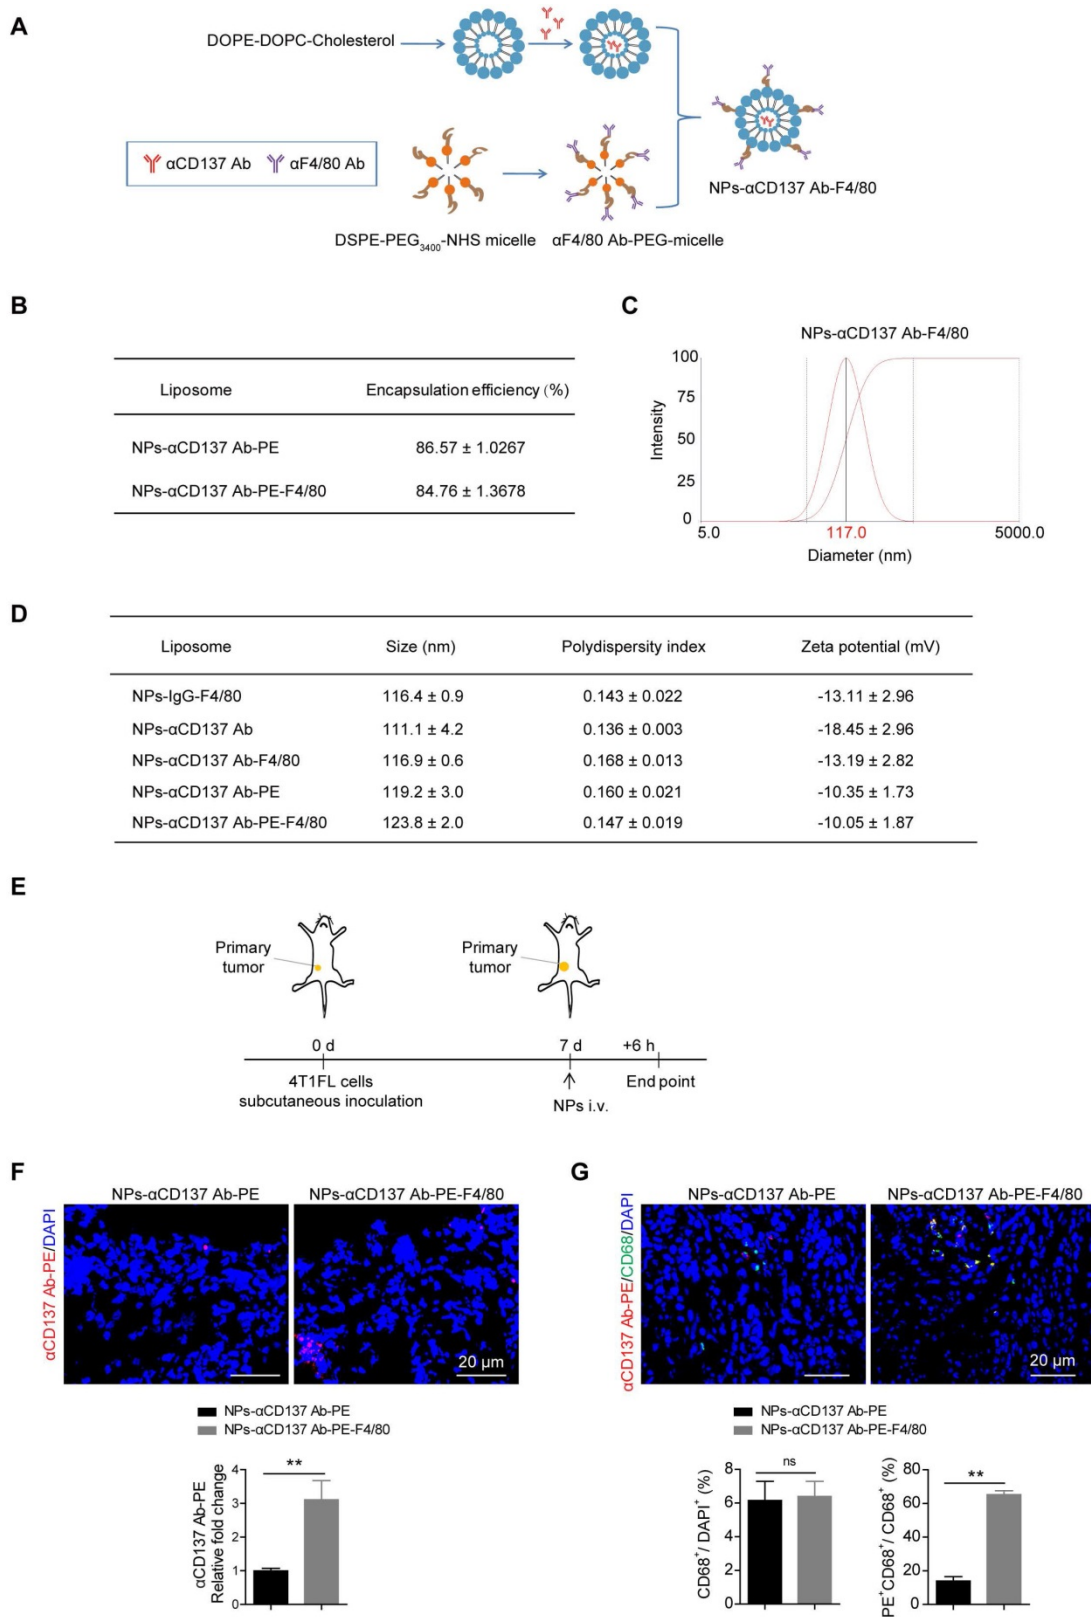 A
DOPE-DOPC-Cholesterol
αCD137 Ab αF4/80 Ab
NPs-αCD137 Ab-F4/80
DSPE-PEG3400-NHS micelle αF4/80 Ab-PEG-micelle
B
Liposome Encapsulation efficiency (%)
NPs-αCD137 Ab-PE 86.57 ± 1.0267
NPs-αCD137 Ab-PE-F4/80 84.76 ± 1.3678
C
NPs-αCD137 Ab-F4/80
Intensity
100
75
50
25
0
5.0 117.0 5000.0
Diameter (nm)
D
Liposome Size (nm) Polydispersity index Zeta potential (mV)
NPs-IgG-F4/80 116.4 ± 0.9 0.143 ± 0.022 -13.11 ± 2.96
NPs-αCD137 Ab 111.1 ± 4.2 0.136 ± 0.003 -18.45 ± 2.96
NPs-αCD137 Ab-F4/80 116.9 ± 0.6 0.168 ± 0.013 -13.19 ± 2.82
NPs-αCD137 Ab-PE 119.2 ± 3.0 0.160 ± 0.021 -10.35 ± 1.73
NPs-αCD137 Ab-PE-F4/80 123.8 ± 2.0 0.147 ± 0.019 -10.05 ± 1.87
E
Primary
tumor
Primary
tumor
0 d 7 d +6 h
4T1FL cells
subcutaneous inoculation
NPs i.v.
End point
F
NPs-αCD137 Ab-PE NPs-αCD137 Ab-PE-F4/80
αCD137 Ab-PE/DAPI
20 μm
NPs-αCD137 Ab-PE
NPs-αCD137 Ab-PE-F4/80
αCD137 Ab-PE
Relative fold change
4
3
2
1
0
**
G
NPs-αCD137 Ab-PE NPs-αCD137 Ab-PE-F4/80
αCD137 Ab-PE/CD68/DAPI
20 μm
NPs-αCD137 Ab-PE
NPs-αCD137 Ab-PE-F4/80
CD68+/ DAPI+ (%)
8
6
4
2
0
ns
PE+CD68+/ CD68+ (%)
80
60
40
20
0
**